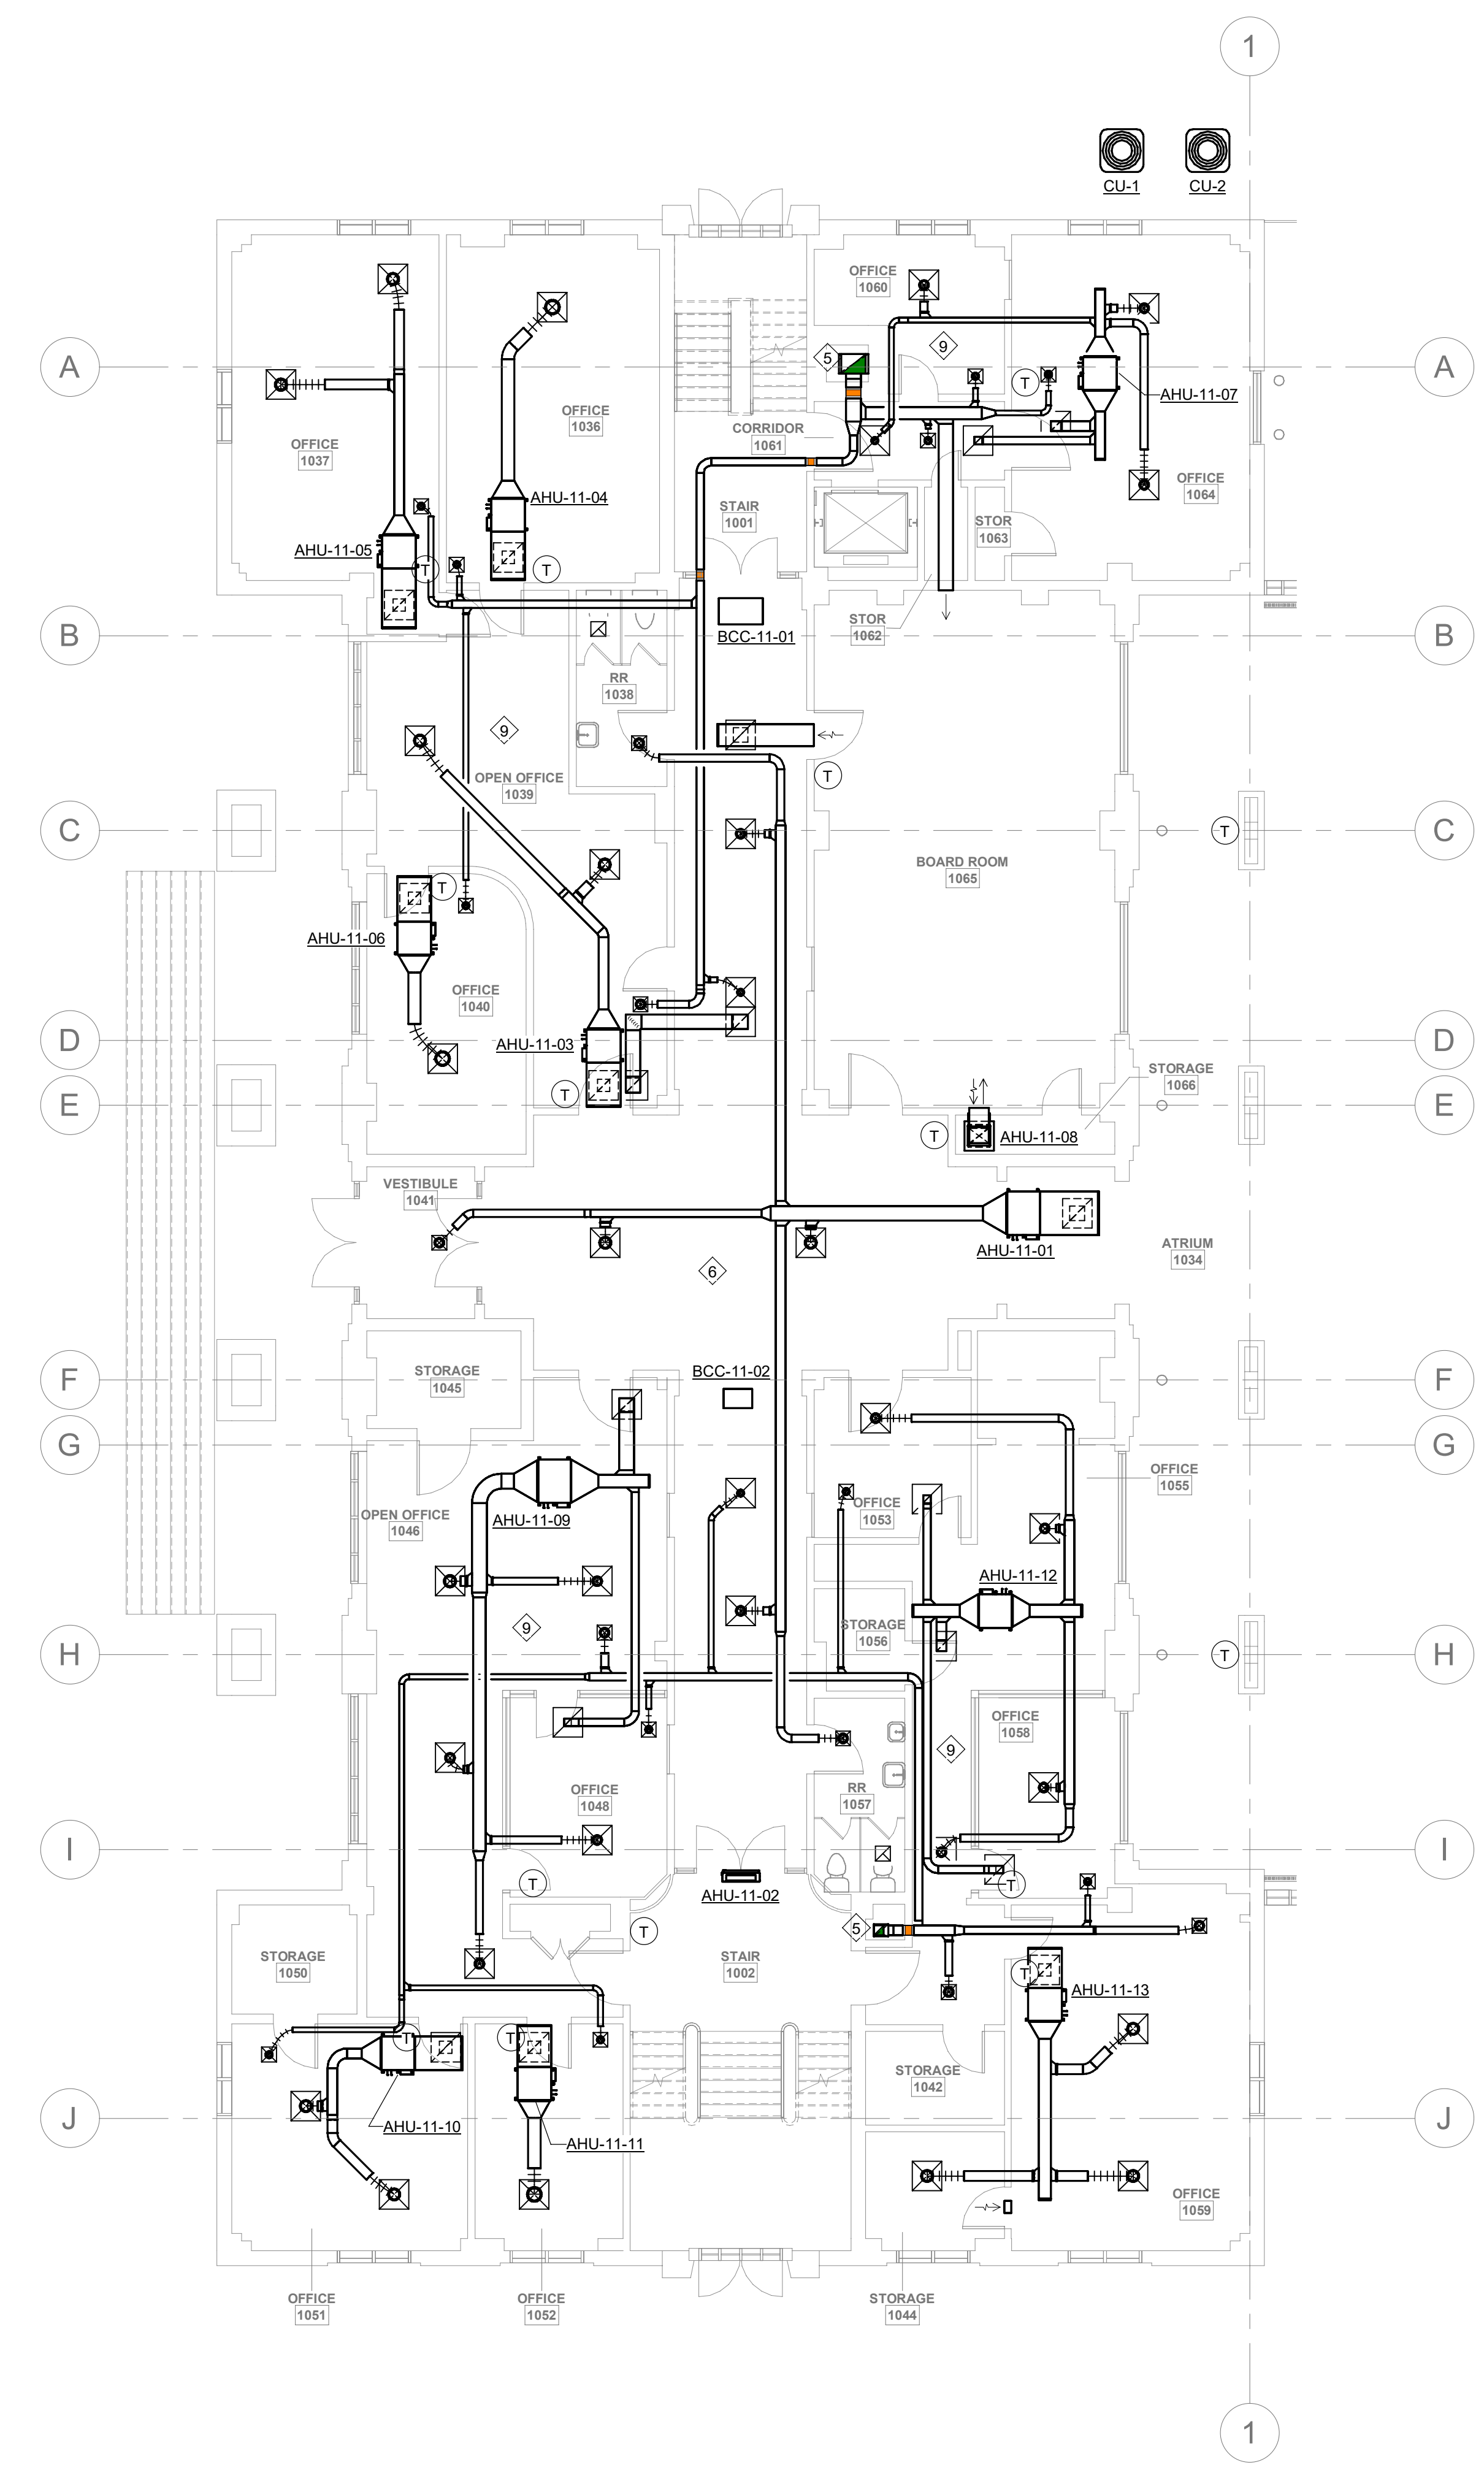 1
CU-1
CU-2
OFFICE
1060
5
9
A
A
T
AHU-11-07
OFFICE
1036
OFFICE
1037
CORRIDOR
1061
OFFICE
1064
AHU-11-04
STAIR
1001
STOR
1063
AHU-11-05
T
T
B
BCC-11-01
STOR
1062
B
RR
1038
9
OPEN OFFICE
1039
T
C
T
C
BOARD ROOM
1065
T
AHU-11-06
OFFICE
1040
D
AHU-11-03
D
STORAGE
1066
T
E
E
T
AHU-11-08
VESTIBULE
1041
AHU-11-01
ATRIUM
1034
6
F
STORAGE
1045
BCC-11-02
F
G
G
OFFICE
1055
OPEN OFFICE
1046
AHU-11-09
OFFICE
1053
AHU-11-12
9
STORAGE
1056
H
T
H
OFFICE
1058
9
OFFICE
1048
RR
1057
I
I
T
AHU-11-02
T
5
T
STORAGE
1050
STAIR
1002
T
AHU-11-13
T
T
STORAGE
1042
J
AHU-11-10
AHU-11-11
J
OFFICE
1059
OFFICE
1051
OFFICE
1052
STORAGE
1044
1